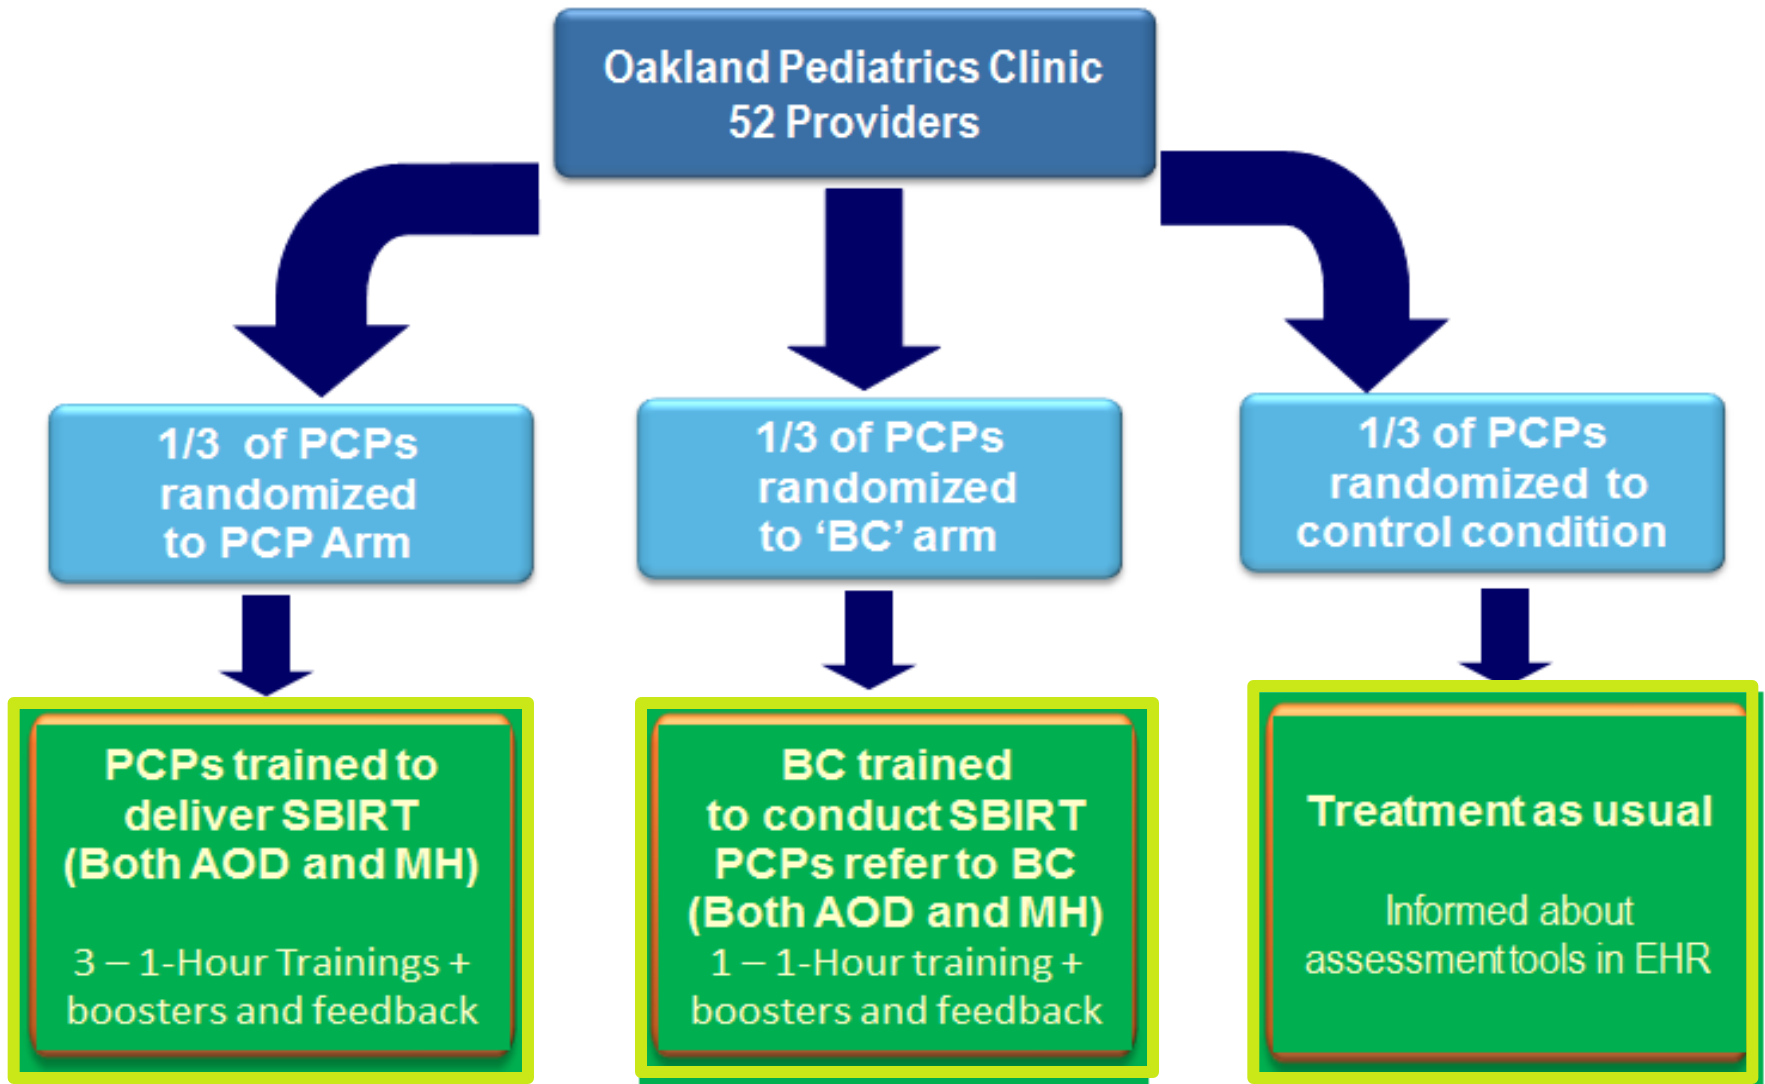 Oakland Pediatrics Clinic
52 Providers
1/3 of PCPs
randomized
to PCP Arm
1/3 of PCPs
randomized
to ‘BC’ arm
1/3 of PCPs
randomized to
control condition
PCPs trained to
deliver SBIRT
(Both AOD and MH)
3 – 1-Hour Trainings +
boosters and feedback
BC trained
to conduct SBIRT
PCPs refer to BC
(Both AOD and MH)
1 – 1-Hour training +
boosters and feedback
Treatment as usual
Informed about
assessment tools in EHR